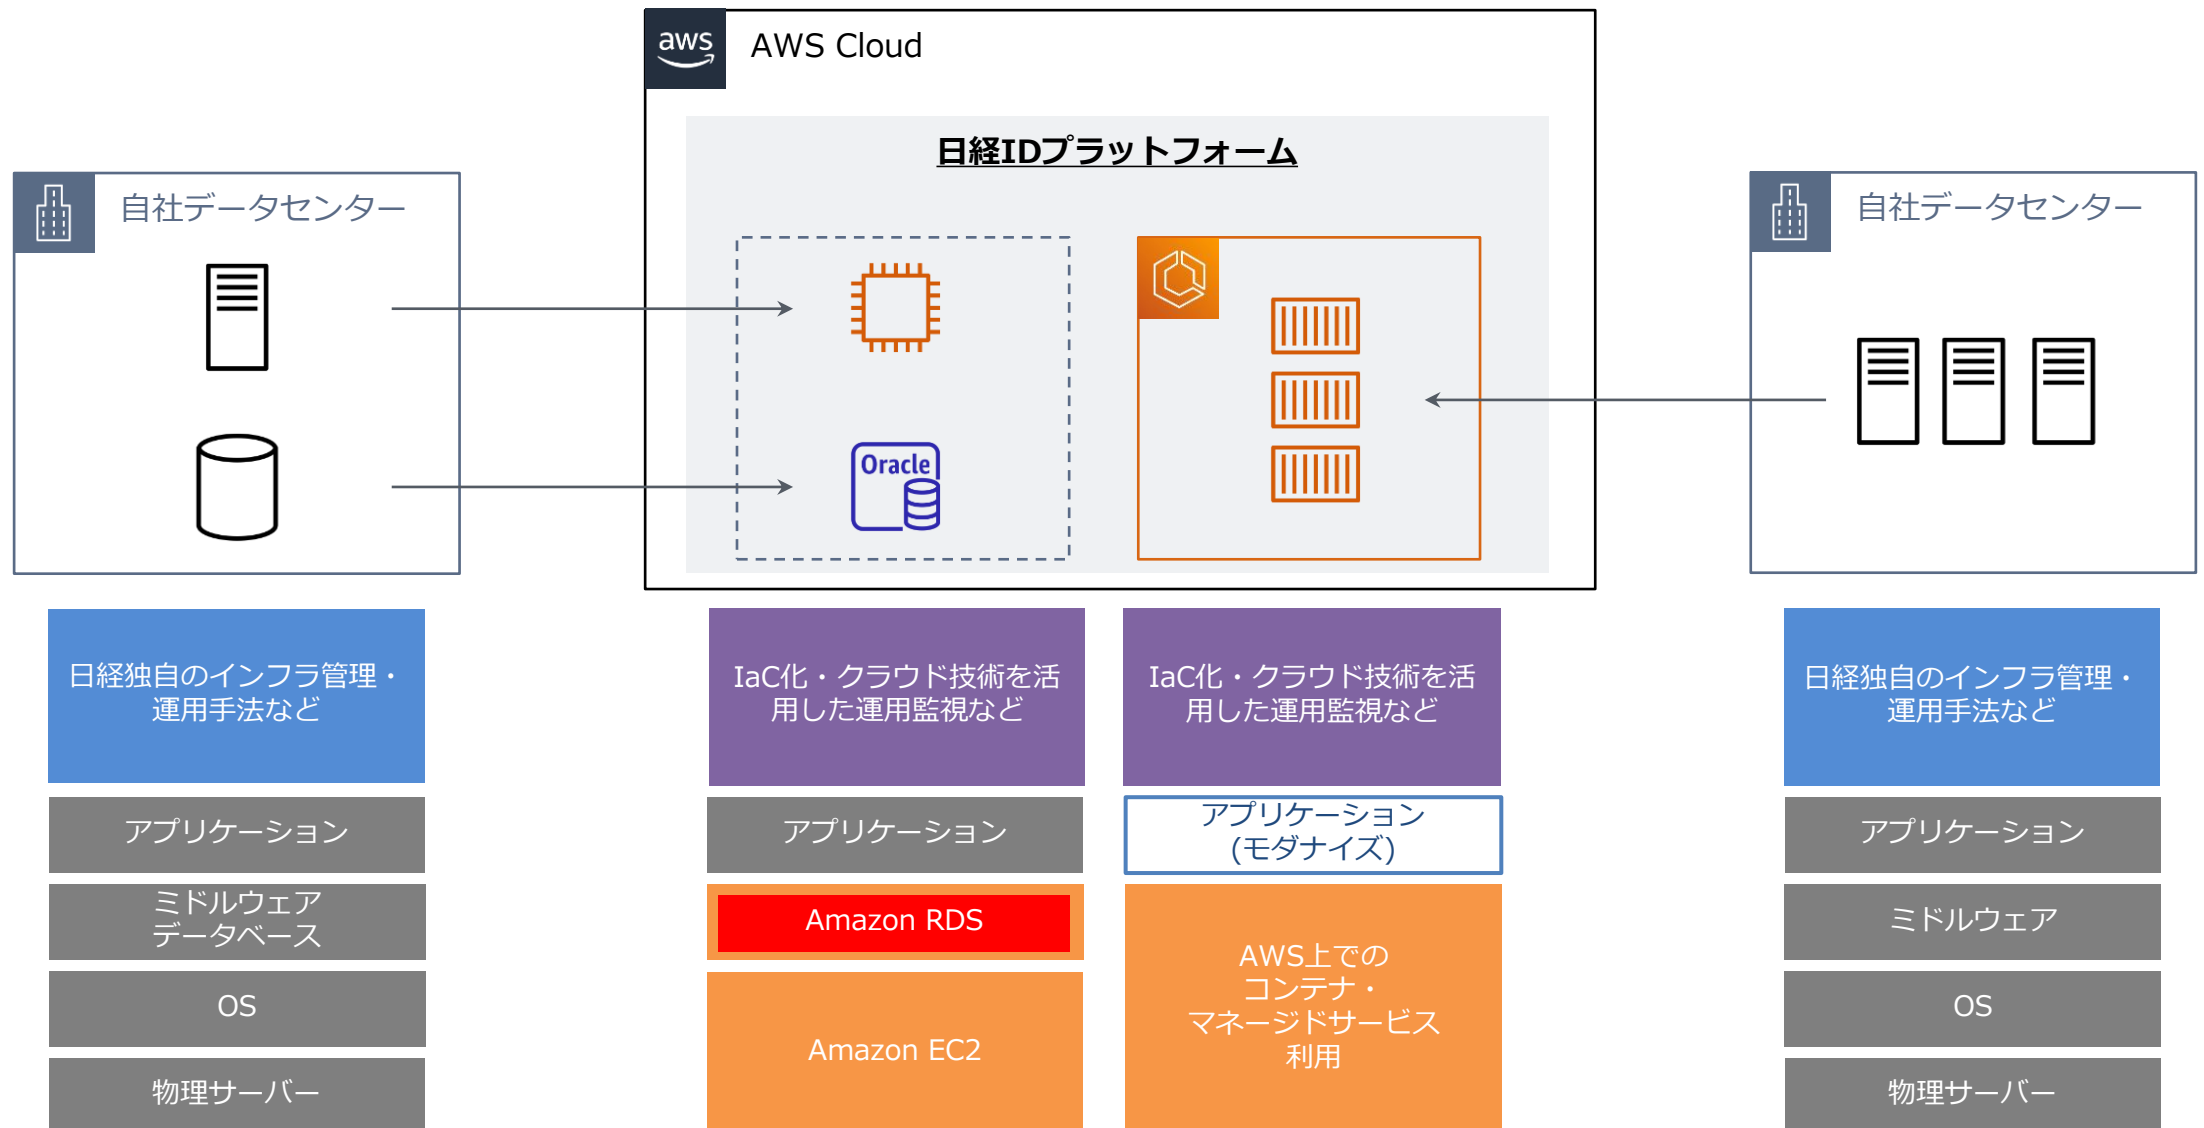 aws
AWS Cloud
日経IDプラットフォーム
自社データセンター
自社データセンター
Oracle
日経独自のインフラ管理・
運用手法など
アプリケーション
ミドルウェア
データベース
OS
物理サーバー
IaC化・クラウド技術を活
用した運用監視など
アプリケーション
Amazon RDS
Amazon EC2
IaC化・クラウド技術を活
用した運用監視など
アプリケーション
(モダナイズ)
AWS上での
コンテナ・
マネージドサービス
利用
日経独自のインフラ管理・
運用手法など
アプリケーション
ミドルウェア
OS
物理サーバー